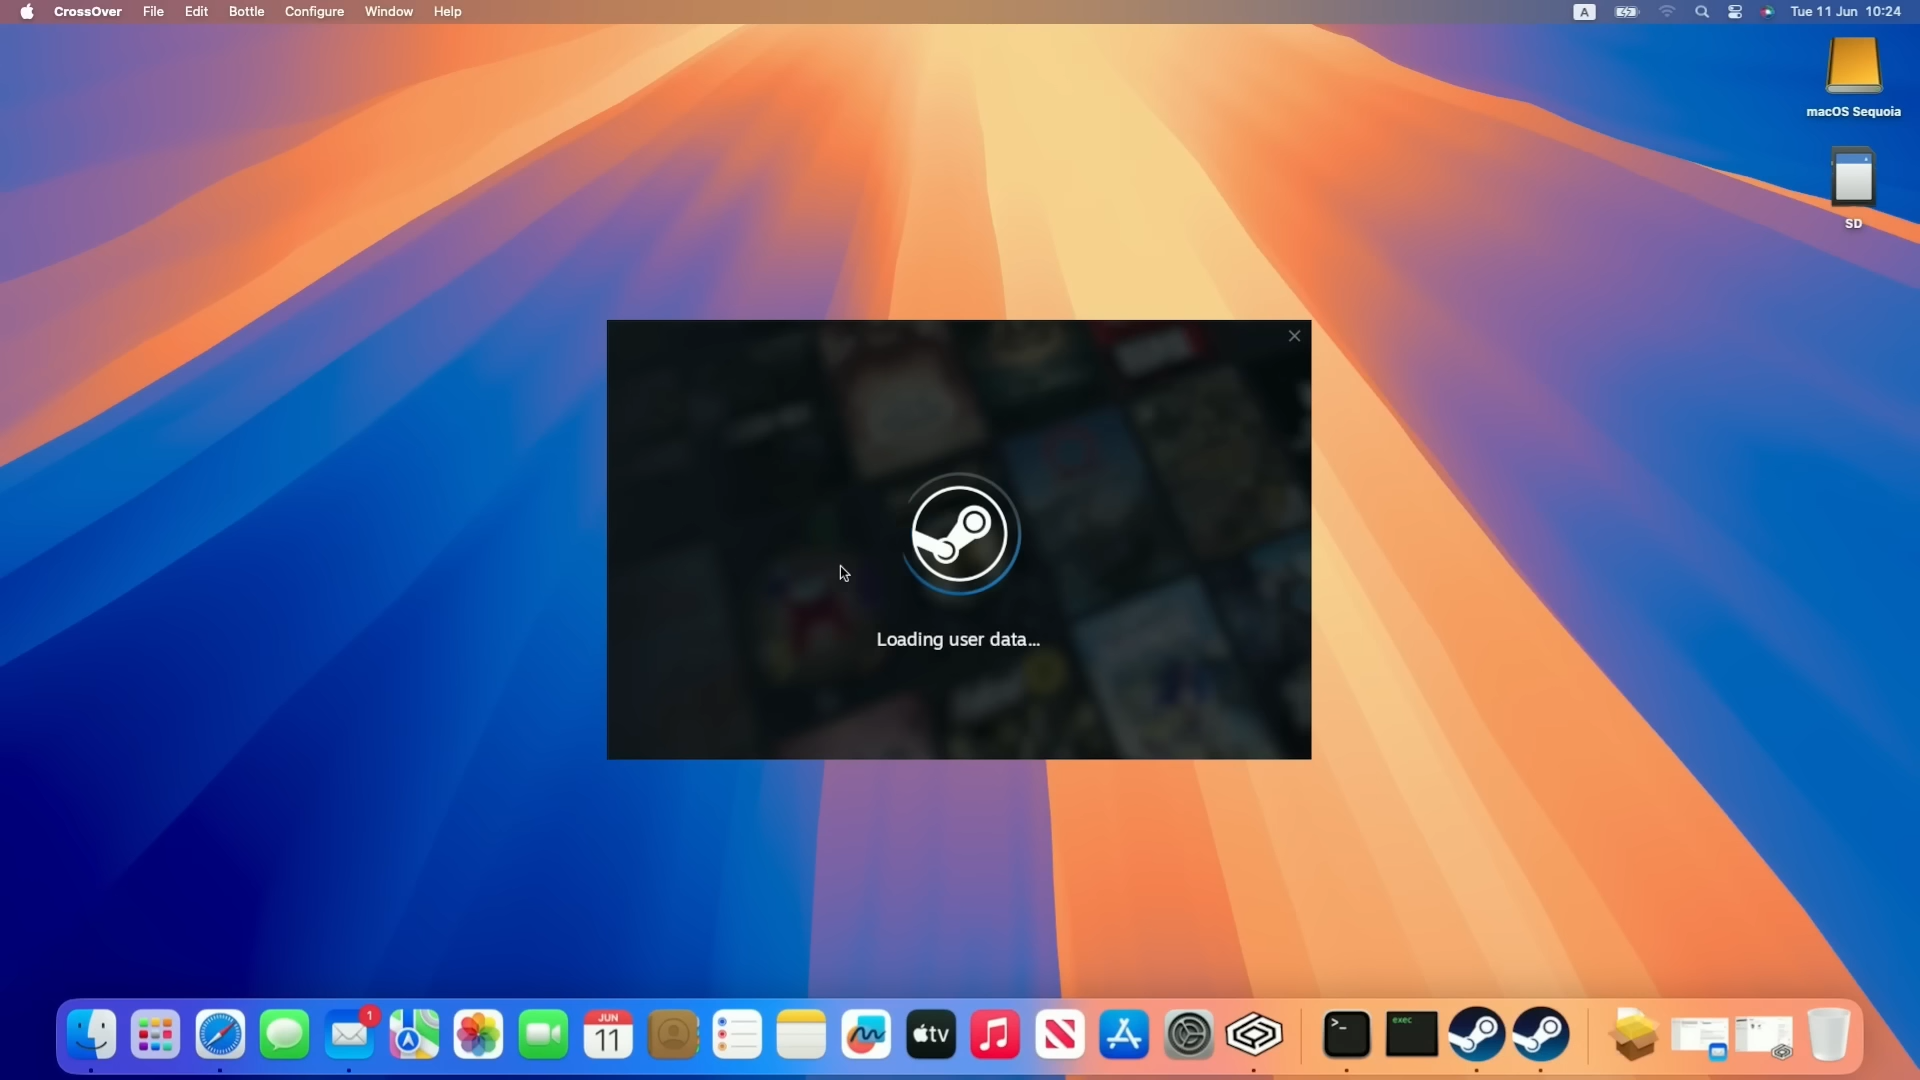 CrossOver File Edit Bottle Configure Window Help A Tue 11 Jun 10:24
macOS Sequoia
SD
Loading user data...
1
JUN
11
tv
>_
exec